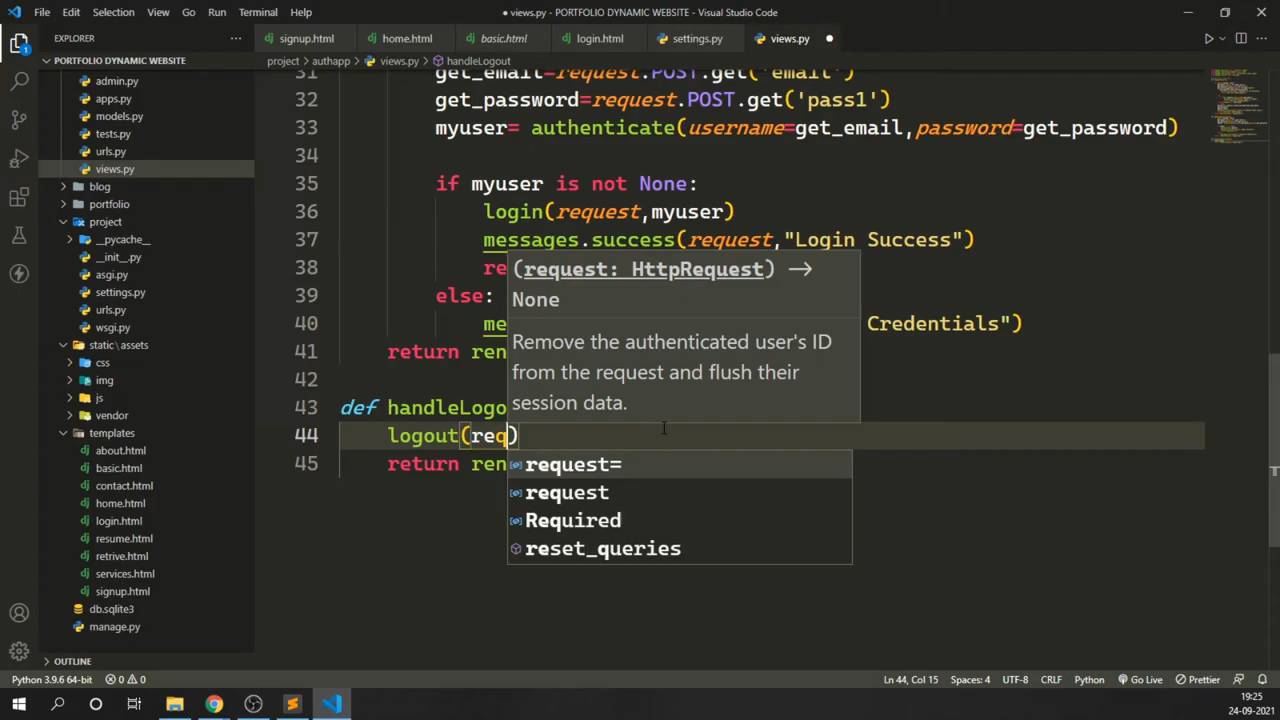 File Edit Selection View Go Run Terminal Help
● views.py - PORTFOLIO DYNAMIC WEBSITE - Visual Studio Code
EXPLORER
signup.html
home.html
basic.html
login.html
settings.py
views.py
PORTFOLIO DYNAMIC WEBSITE
project > authapp > views.py > handleLogout
admin.py
apps.py
models.py
tests.py
urls.py
views.py
blog
portfolio
project
__pycache__
__init__.py
asgi.py
settings.py
urls.py
wsgi.py
static\assets
css
img
js
vendor
templates
about.html
basic.html
contact.html
home.html
login.html
resume.html
retrive.html
services.html
signup.html
db.sqlite3
manage.py
OUTLINE
31 get_email=request.POST.get('email')
32 get_password=request.POST.get('pass1')
33 myuser= authenticate(username=get_email,password=get_password)
34
35 if myuser is not None:
36 login(request,myuser)
37 messages.success(request,"Login Success")
38 re
39 else:
40 me Credentials")
41 return ren
42
43 def handleLogo
44 logout(req)
45 return ren
(request: HttpRequest) ->
None
Remove the authenticated user's ID
from the request and flush their
session data.
request=
request
Required
reset_queries
1
Python 3.9.6 64-bit 0 0 Ln 44, Col 15 Spaces: 4 UTF-8 CRLF Python Go Live Prettier
19:25
24-09-2021